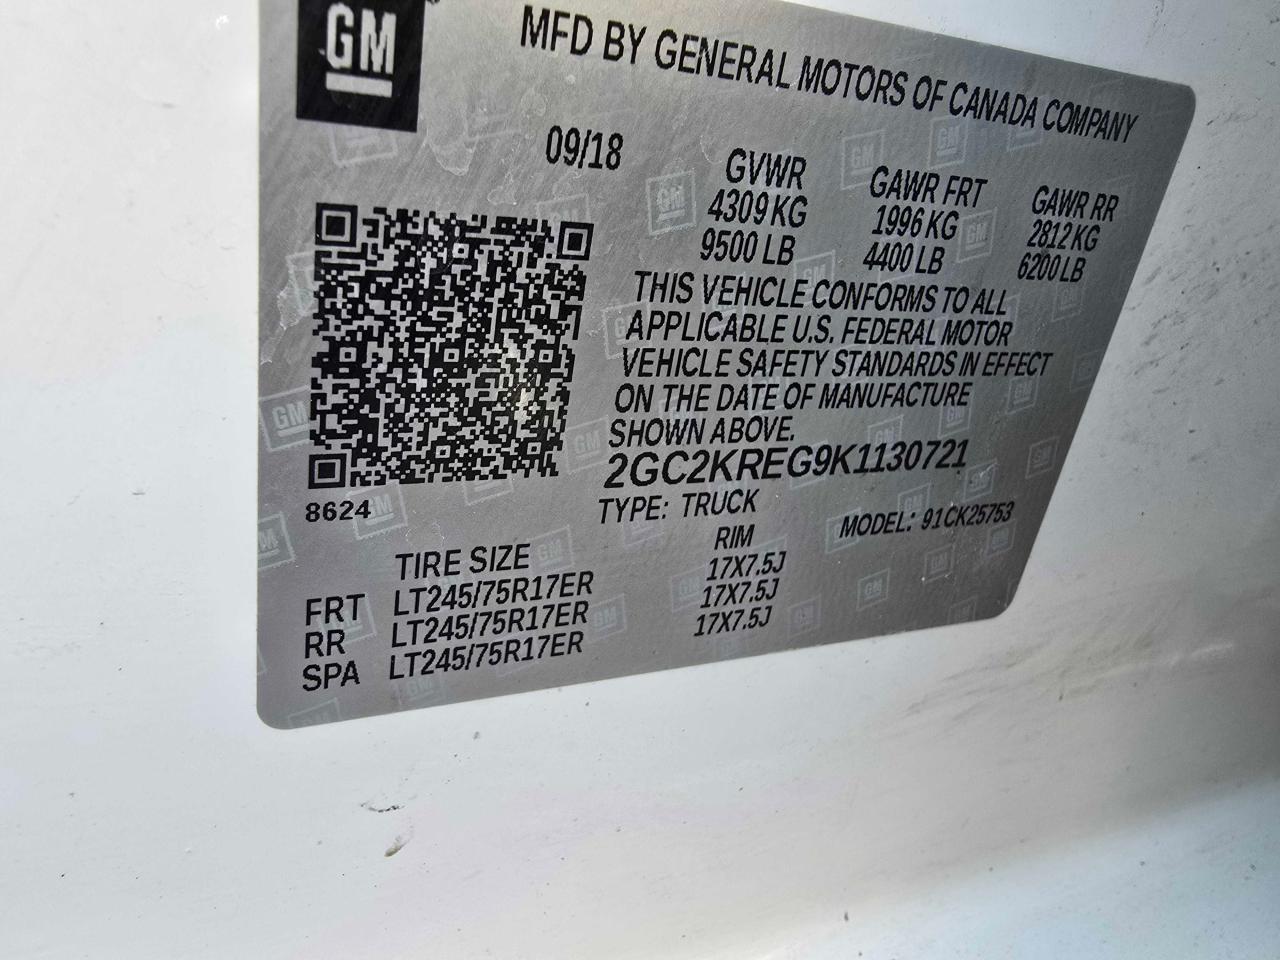 GM
MFD BY GENERAL MOTORS OF CANADA COMPANY
09/18
GVWR GAWR FRT GAWR RR
4309 KG 1996 KG 2812 KG
9500 LB 4400 LB 6200 LB
THIS VEHICLE CONFORMS TO ALL
APPLICABLE U.S. FEDERAL MOTOR
VEHICLE SAFETY STANDARDS IN EFFECT
ON THE DATE OF MANUFACTURE
SHOWN ABOVE.
2GC2KREG9K1130721
8624
TYPE: TRUCK MODEL: 91CK25753
TIRE SIZE RIM
FRT LT245/75R17ER 17X7.5J
RR LT245/75R17ER 17X7.5J
SPA LT245/75R17ER 17X7.5J